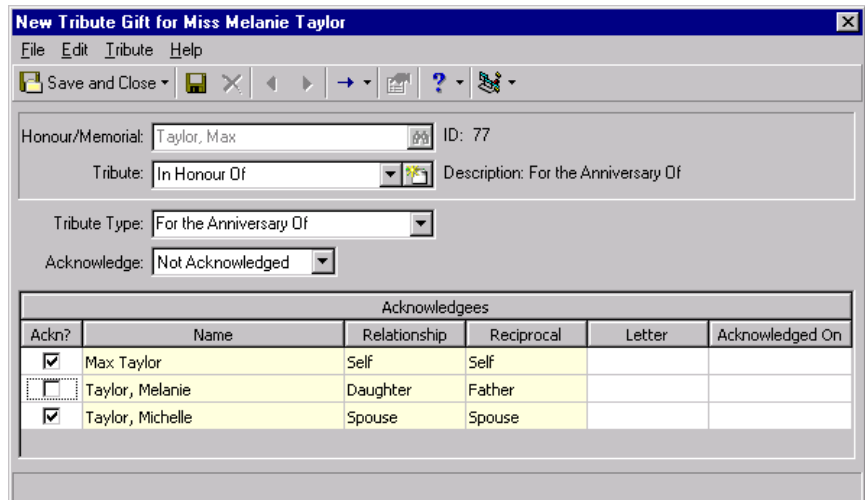 New Tribute Gift for Miss Melanie Taylor
File Edit Tribute Help
Save and Close ?
Honour/Memorial: Taylor, Max ID: 77
Tribute: In Honour Of Description: For the Anniversary Of
Tribute Type: For the Anniversary Of
Acknowledge: Not Acknowledged
Acknowledgees
Ackn? Name Relationship Reciprocal Letter Acknowledged On
Max Taylor Self Self
Taylor, Melanie Daughter Father
Taylor, Michelle Spouse Spouse